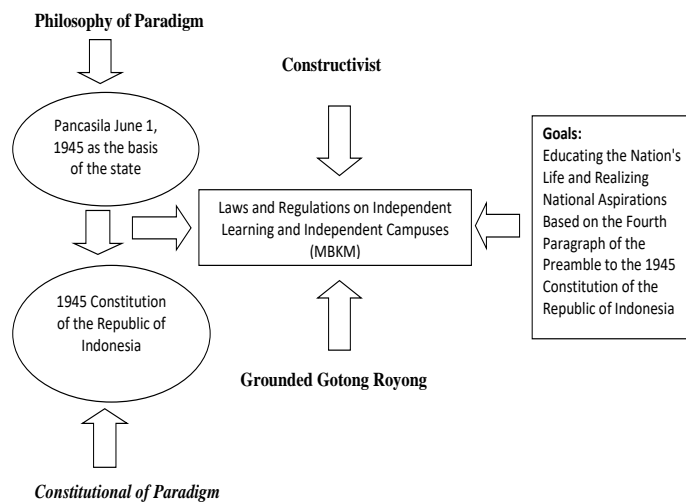 Philosophy of Paradigm
Constructivist
Pancasila June 1,
1945 as the basis
of the state
Goals:
Educating the Nation's
Life and Realizing
National Aspirations
Based on the Fourth
Paragraph of the
Preamble to the 1945
Constitution of the
Republic of Indonesia
Laws and Regulations on Independent
Learning and Independent Campuses
(MBKM)
1945 Constitution
of the Republic of
Indonesia
Grounded Gotong Royong
Constitutional of Paradigm